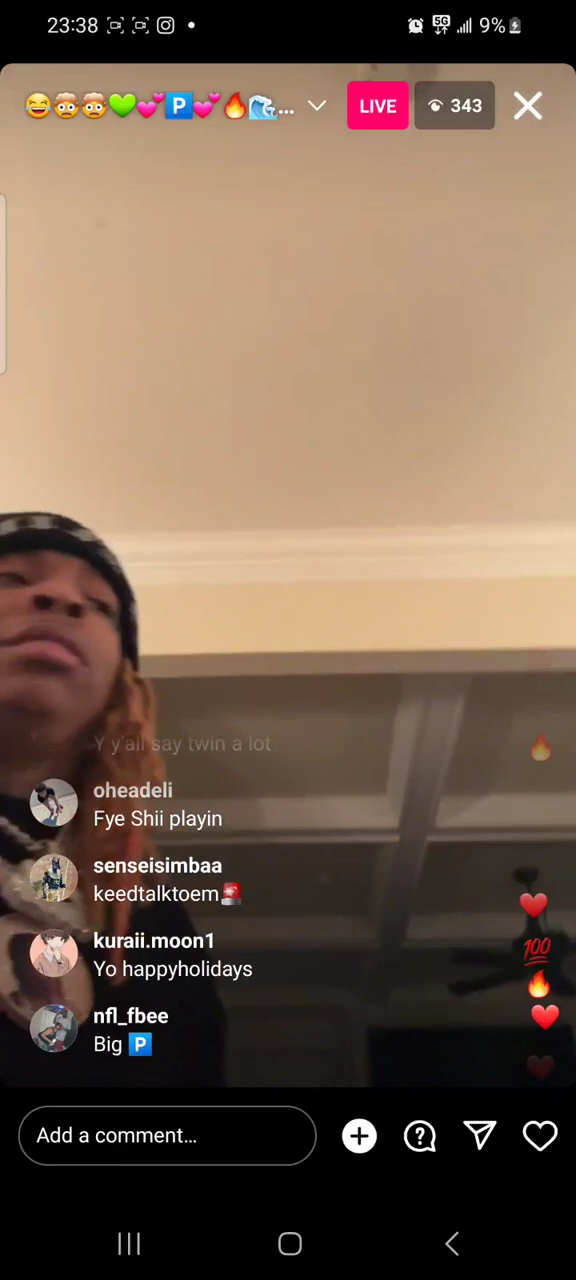 23:38
5G
9%
😂🤯🤯💚💕🅿️💕🔥🌊...
LIVE
343
Y y'all say twin a lot
oheadeli
Fye Shii playin
senseisimbaa
keedtalktoem🚨
kuraii.moon1
Yo happyholidays
nfl_fbee
Big 🅿️
💯
Add a comment...